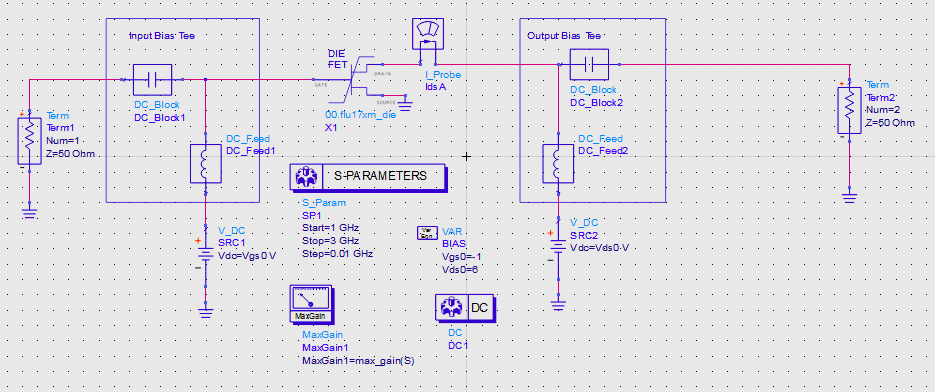 Input Bias Tee
DC_Block
DC_Block1
DC_Feed
DC_Feed1
Term
Term1
Num=1
Z=50 Ohm
+
-
V_DC
SRC1
Vdc=Vgs0 V
+
-
DIE
FET
GATE
DRAIN
SOURCE
00.flu17xm_die
X1
I_Probe
Ids A
S-PARAMETERS
S_Param
SP1
Start=1 GHz
Stop=3 GHz
Step=0.01 GHz
MaxGain
MaxGain
MaxGain1
MaxGain1=max_gain(S)
Var
Eqn
VAR
BIAS
Vgs0=-1
Vds0=6
DC
DC
DC1
Output Bias Tee
DC_Block
DC_Block2
DC_Feed
DC_Feed2
V_DC
SRC2
Vdc=Vds0 V
+
-
Term
Term2
Num=2
Z=50 Ohm
+
-